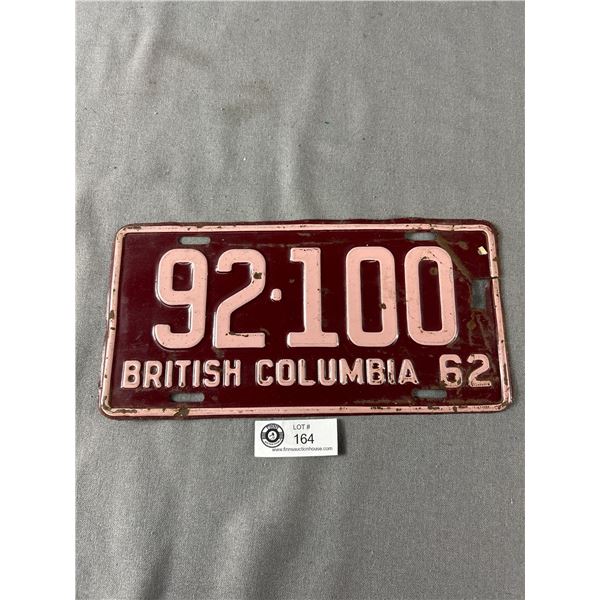 92·100
BRITISH COLUMBIA 62
LOT #
164
www.finnsauctionhouse.com